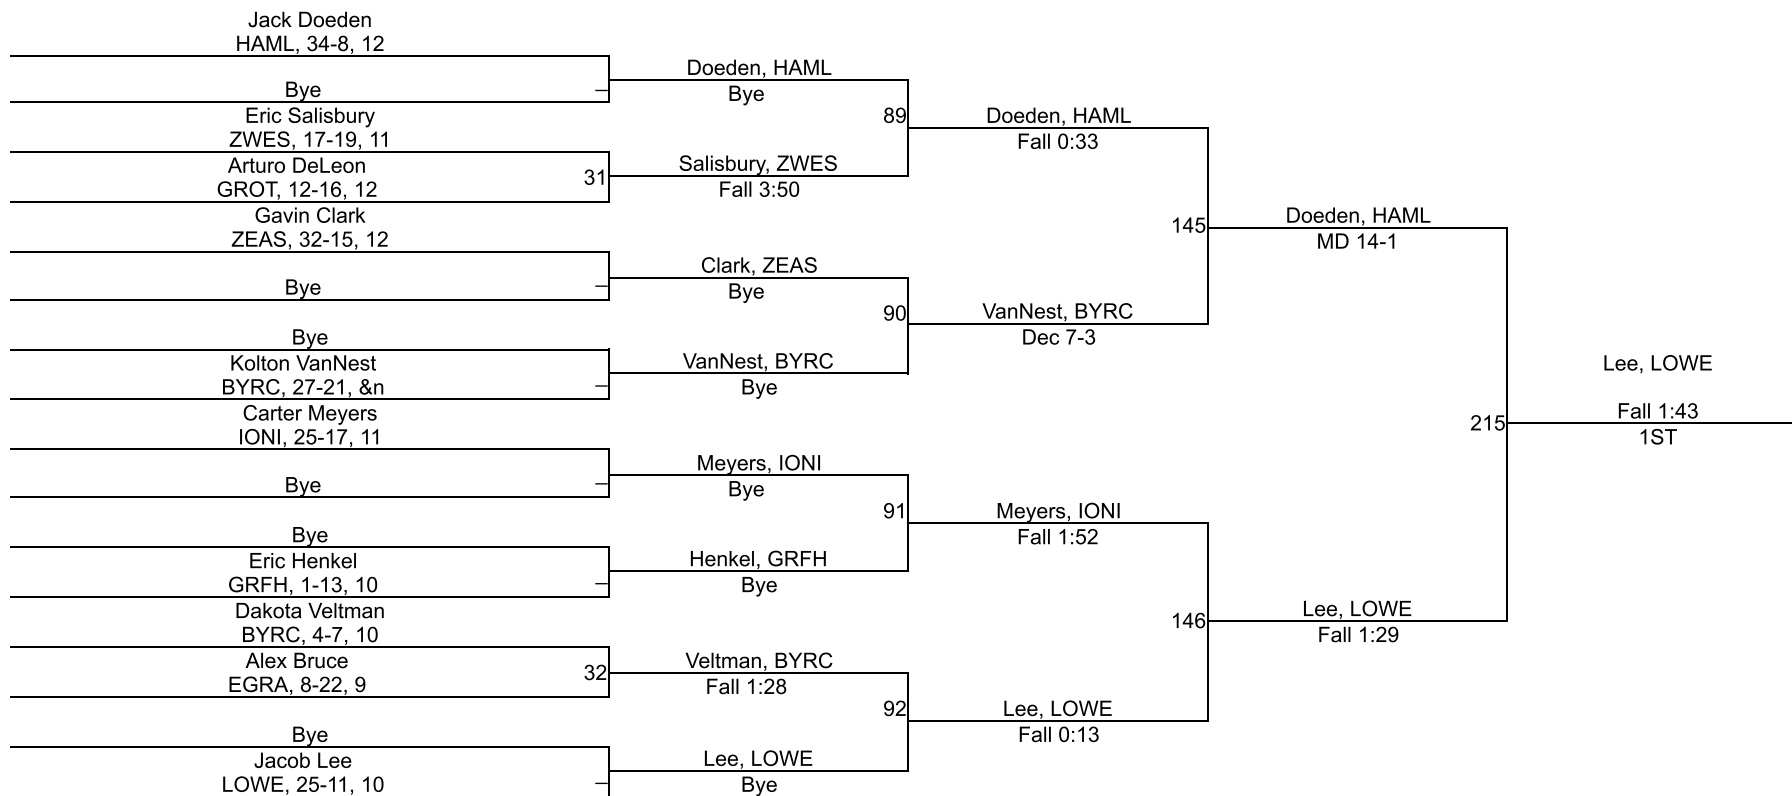 Jack Doeden
HAML, 34-8, 12
Bye
Eric Salisbury
ZWES, 17-19, 11
Arturo DeLeon
GROT, 12-16, 12
Gavin Clark
ZEAS, 32-15, 12
Bye
Bye
Kolton VanNest
BYRC, 27-21, &n
Carter Meyers
IONI, 25-17, 11
Bye
Bye
Eric Henkel
GRFH, 1-13, 10
Dakota Veltman
BYRC, 4-7, 10
Alex Bruce
EGRA, 8-22, 9
Bye
Jacob Lee
LOWE, 25-11, 10
Doeden, HAML
Bye
31
Salisbury, ZWES
Fall 3:50
Clark, ZEAS
Bye
VanNest, BYRC
Bye
Meyers, IONI
Bye
Henkel, GRFH
Bye
32
Veltman, BYRC
Fall 1:28
Lee, LOWE
Bye
89
Doeden, HAML
Fall 0:33
90
VanNest, BYRC
Dec 7-3
91
Meyers, IONI
Fall 1:52
92
Lee, LOWE
Fall 0:13
145
Doeden, HAML
MD 14-1
146
Lee, LOWE
Fall 1:29
215
Lee, LOWE
Fall 1:43
1ST